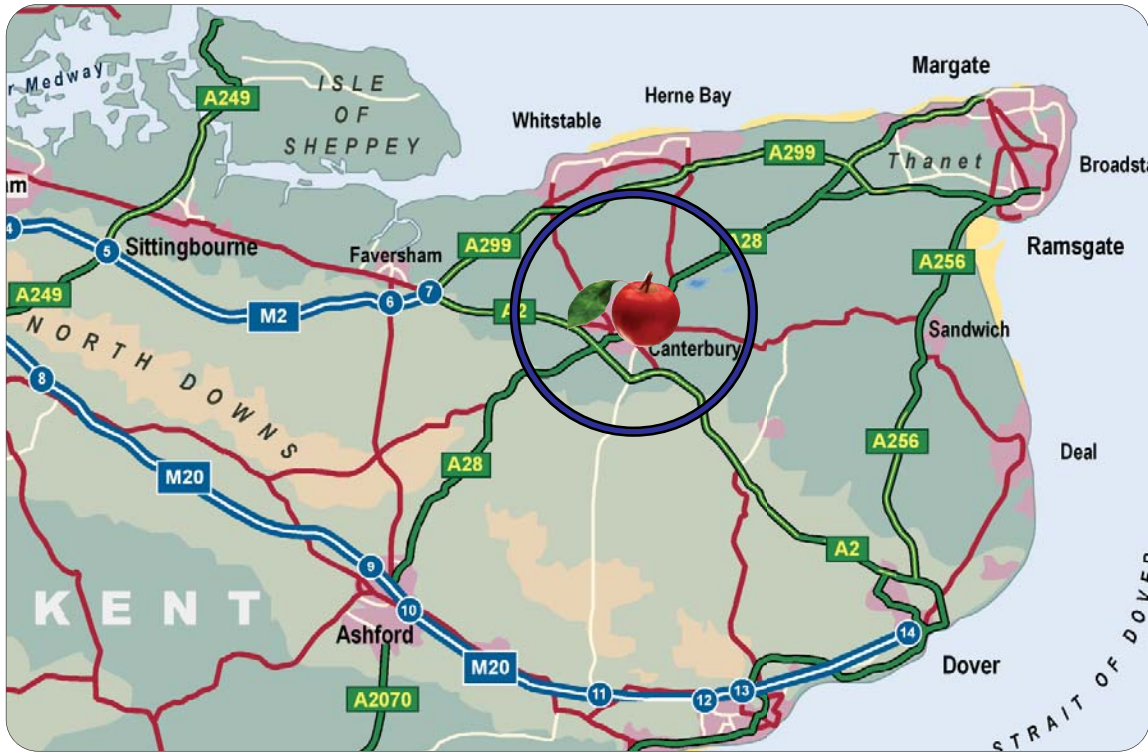 r Medway
A249
ISLE
OF
SHEPPEY
Whitstable
Herne Bay
Margate
A299
Thanet
Broadsta
am
4
5
Sittingbourne
Faversham
A299
A28
A256
Ramsgate
A249
M2
6
7
A2
Sandwich
Canterbury
NORTH DOWNS
8
M20
A28
A256
Deal
A2
9
KENT
10
Ashford
M20
14
Dover
A2070
11
12
13
STRAIT OF DOVER